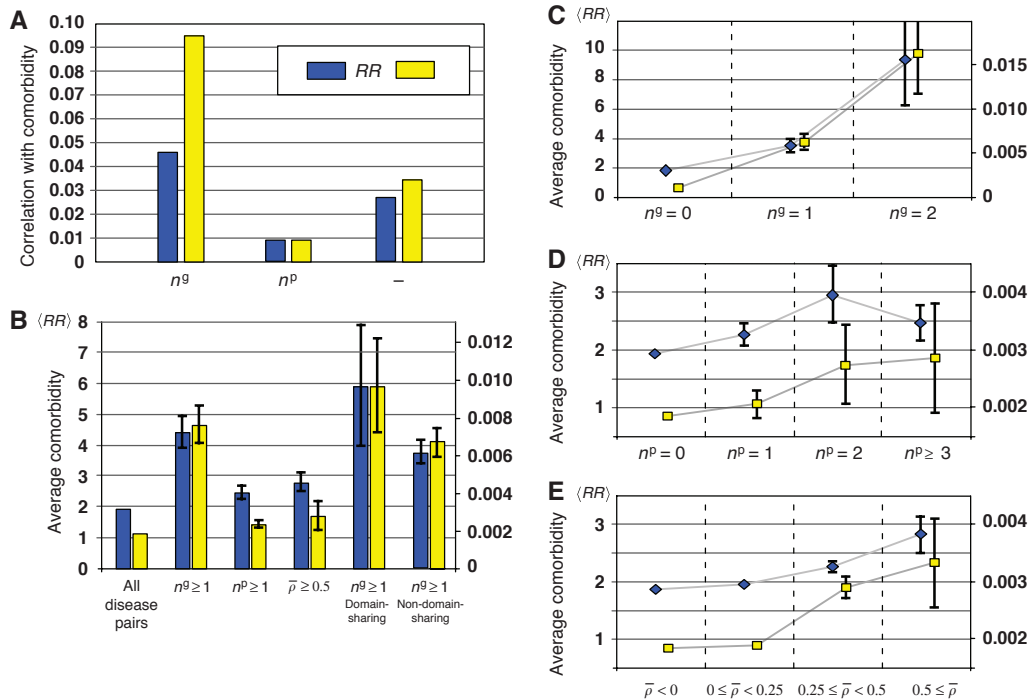 A
0.10
0.09
0.08
0.07
0.06
0.05
0.04
0.03
0.02
0.01
0
Correlation with comorbidity
RR
nᵍ
nᵖ
–
B
⟨RR⟩
8
7
6
5
4
3
2
1
0
Average comorbidity
0.012
0.010
0.008
0.006
0.004
0.002
0
All disease pairs
nᵍ ≥ 1
nᵖ ≥ 1
ρ̅ ≥ 0.5
nᵍ ≥ 1
Domain-sharing
nᵍ ≥ 1
Non-domain-sharing
C
⟨RR⟩
10
8
6
4
2
0
Average comorbidity
0.015
0.010
0.005
0
nᵍ = 0
nᵍ = 1
nᵍ = 2
D
⟨RR⟩
3
2
1
Average comorbidity
0.004
0.003
0.002
nᵖ = 0
nᵖ = 1
nᵖ = 2
nᵖ ≥ 3
E
⟨RR⟩
3
2
1
Average comorbidity
0.004
0.003
0.002
ρ̅ < 0
0 ≤ ρ̅ < 0.25
0.25 ≤ ρ̅ < 0.5
0.5 ≤ ρ̅